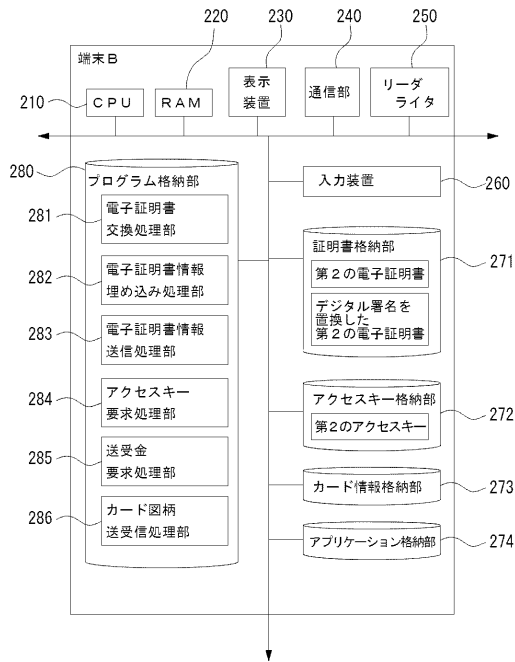 220
230
240
250
端末B
210
CPU
RAM
表示
装置
通信部
リーダ
ライタ
280
プログラム格納部
281
電子証明書
交換処理部
282
電子証明書情報
埋め込み処理部
283
電子証明書情報
送信処理部
284
アクセスキー
要求処理部
285
送受金
要求処理部
286
カード図柄
送受信処理部
入力装置
260
証明書格納部
271
第2の電子証明書
デジタル署名を
置換した
第2の電子証明書
アクセスキー格納部
272
第2のアクセスキー
カード情報格納部
273
アプリケーション格納部
274